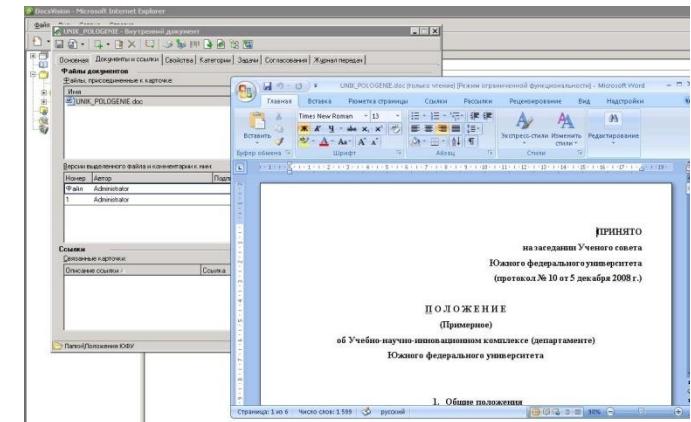 DocsVision - Microsoft Internet Explorer
UNIK_POLOGENIE - Внутренний документ
Основная Документы и ссылки Свойства Категории Задачи Согласования Журнал передач
Файлы документов
Файлы, присоединенные к карточке:
Имя
UNIK_POLOGENIE.doc
Версии выделенного файла и комментарии к ним:
Номер Автор
Файл Administrator
1 Administrator
Ссылки
Связанные карточки:
Описание ссылки / Ссылка
Папки\Положения ЮФУ
UNIK_POLOGENIE.doc (только чтение) [Режим ограниченной функциональности] - Microsoft Word
Главная Вставка Разметка страницы Ссылки Рассылки Рецензирование Вид Надстройки
Вставить
Times New Roman 13
Экспресс-стили Изменить стили Редактирование
Буфер обмена Шрифт Абзац Стили
ПРИНЯТО
на заседании Ученого совета
Южного федерального университета
(протокол № 10 от 5 декабря 2008 г.)
ПОЛОЖЕНИЕ
(Примерное)
об Учебно-научно-инновационном комплексе (департаменте)
Южного федерального университета
1. Общие положения
Страница: 1 из 6 Число слов: 1 599 русский